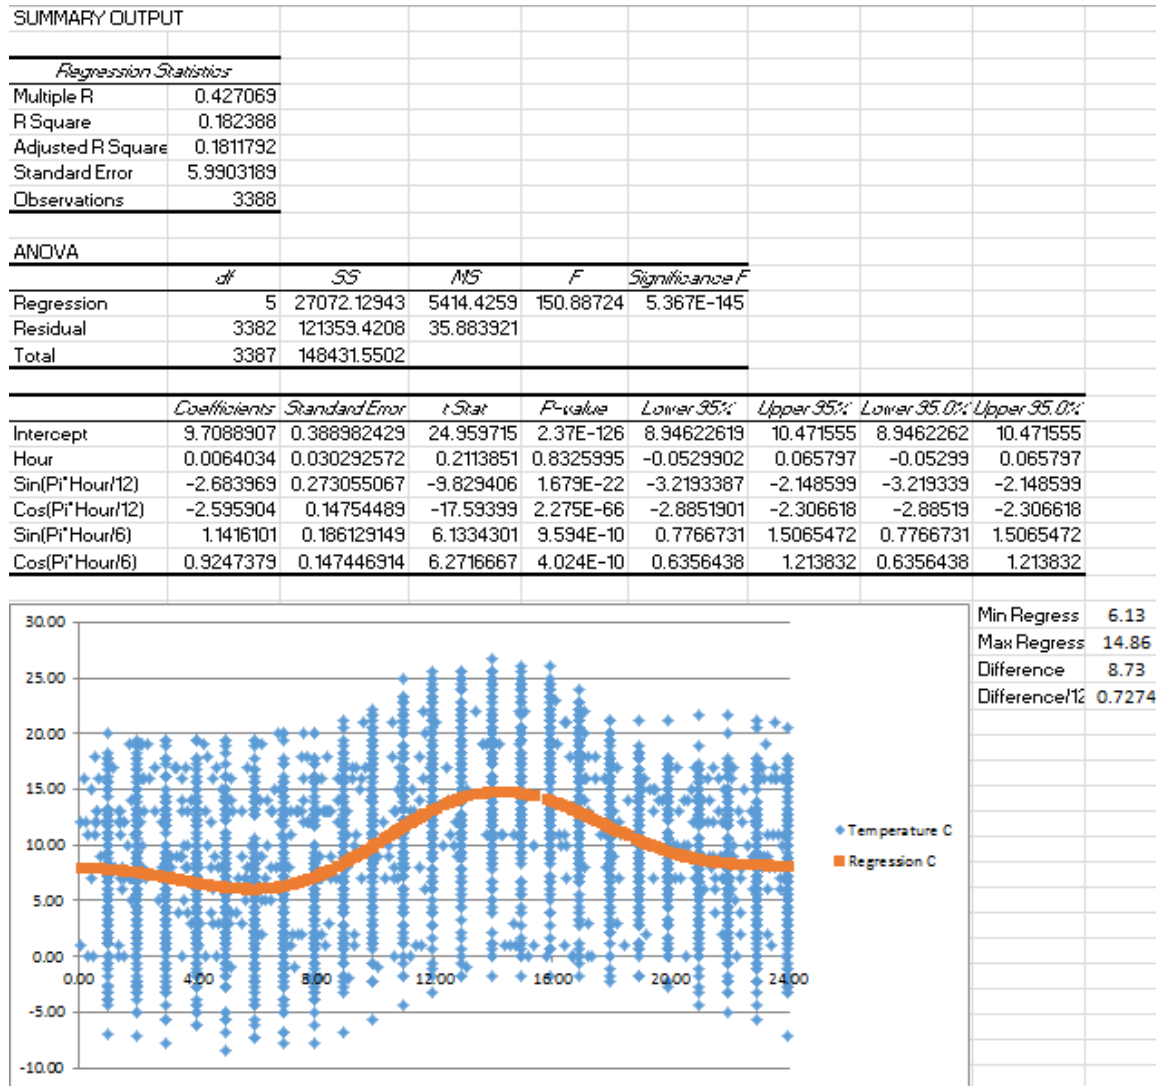 SUMMARY OUTPUT
Regression Statistics
Multiple R 0.427069
R Square 0.182388
Adjusted R Square 0.1811792
Standard Error 5.9903189
Observations 3388
ANOVA
df SS MS F Significance F
Regression 5 27072.12943 5414.4259 150.88724 5.367E-145
Residual 3382 121359.4208 35.883921
Total 3387 148431.5502
Coefficients Standard Error t Stat P-value Lower 95% Upper 95% Lower 95.0% Upper 95.0%
Intercept 9.7088907 0.388982429 24.959715 2.37E-126 8.94622619 10.471555 8.9462262 10.471555
Hour 0.0064034 0.030292572 0.2113851 0.8325995 -0.0529902 0.065797 -0.05299 0.065797
Sin(Pi*Hour/12) -2.683969 0.273055067 -9.829406 1.679E-22 -3.2193387 -2.148599 -3.219339 -2.148599
Cos(Pi*Hour/12) -2.595904 0.14754489 -17.59399 2.275E-66 -2.8851901 -2.306618 -2.88519 -2.306618
Sin(Pi*Hour/6) 1.1416101 0.186129149 6.1334301 9.594E-10 0.7766731 1.5065472 0.7766731 1.5065472
Cos(Pi*Hour/6) 0.9247379 0.147446914 6.2716667 4.024E-10 0.6356438 1.213832 0.6356438 1.213832
Min Regress 6.13
Max Regress 14.86
Difference 8.73
Difference/12 0.7274
30.00
25.00
20.00
15.00
10.00
5.00
0.00
-5.00
-10.00
0.00 4.00 8.00 12.00 16.00 20.00 24.00
Temperature C
Regression C